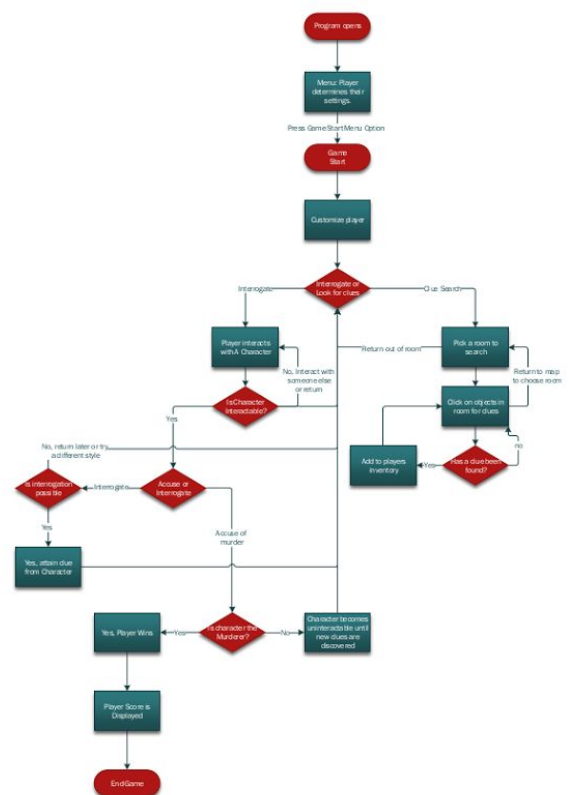 Program opens
Menu: Player
determines their
settings.
Press Game Start Menu Option
Game
Start
Customize player
Interrogate or
Look for clues
Interrogate
Clue Search
Player interacts
with A Character
Return out of room
Pick a room to
search
No, Interact with
someone else
or return
Return to map
to choose room
Is Character
Interactable?
Click on objects in
room for clues
Yes
no
No, return later or try
a different style
Add to players
inventory
Yes
Has a clue been
found?
Is interrogation
possible
Interrogate
Accuse or
Interrogate
Yes
Accuse of
murder
Yes, attain clue
from Character
Yes, Player Wins
Yes
Is character the
Murderer?
No
Character becomes
uninteractable until
new clues are
discovered
Player Score is
Displayed
End Game